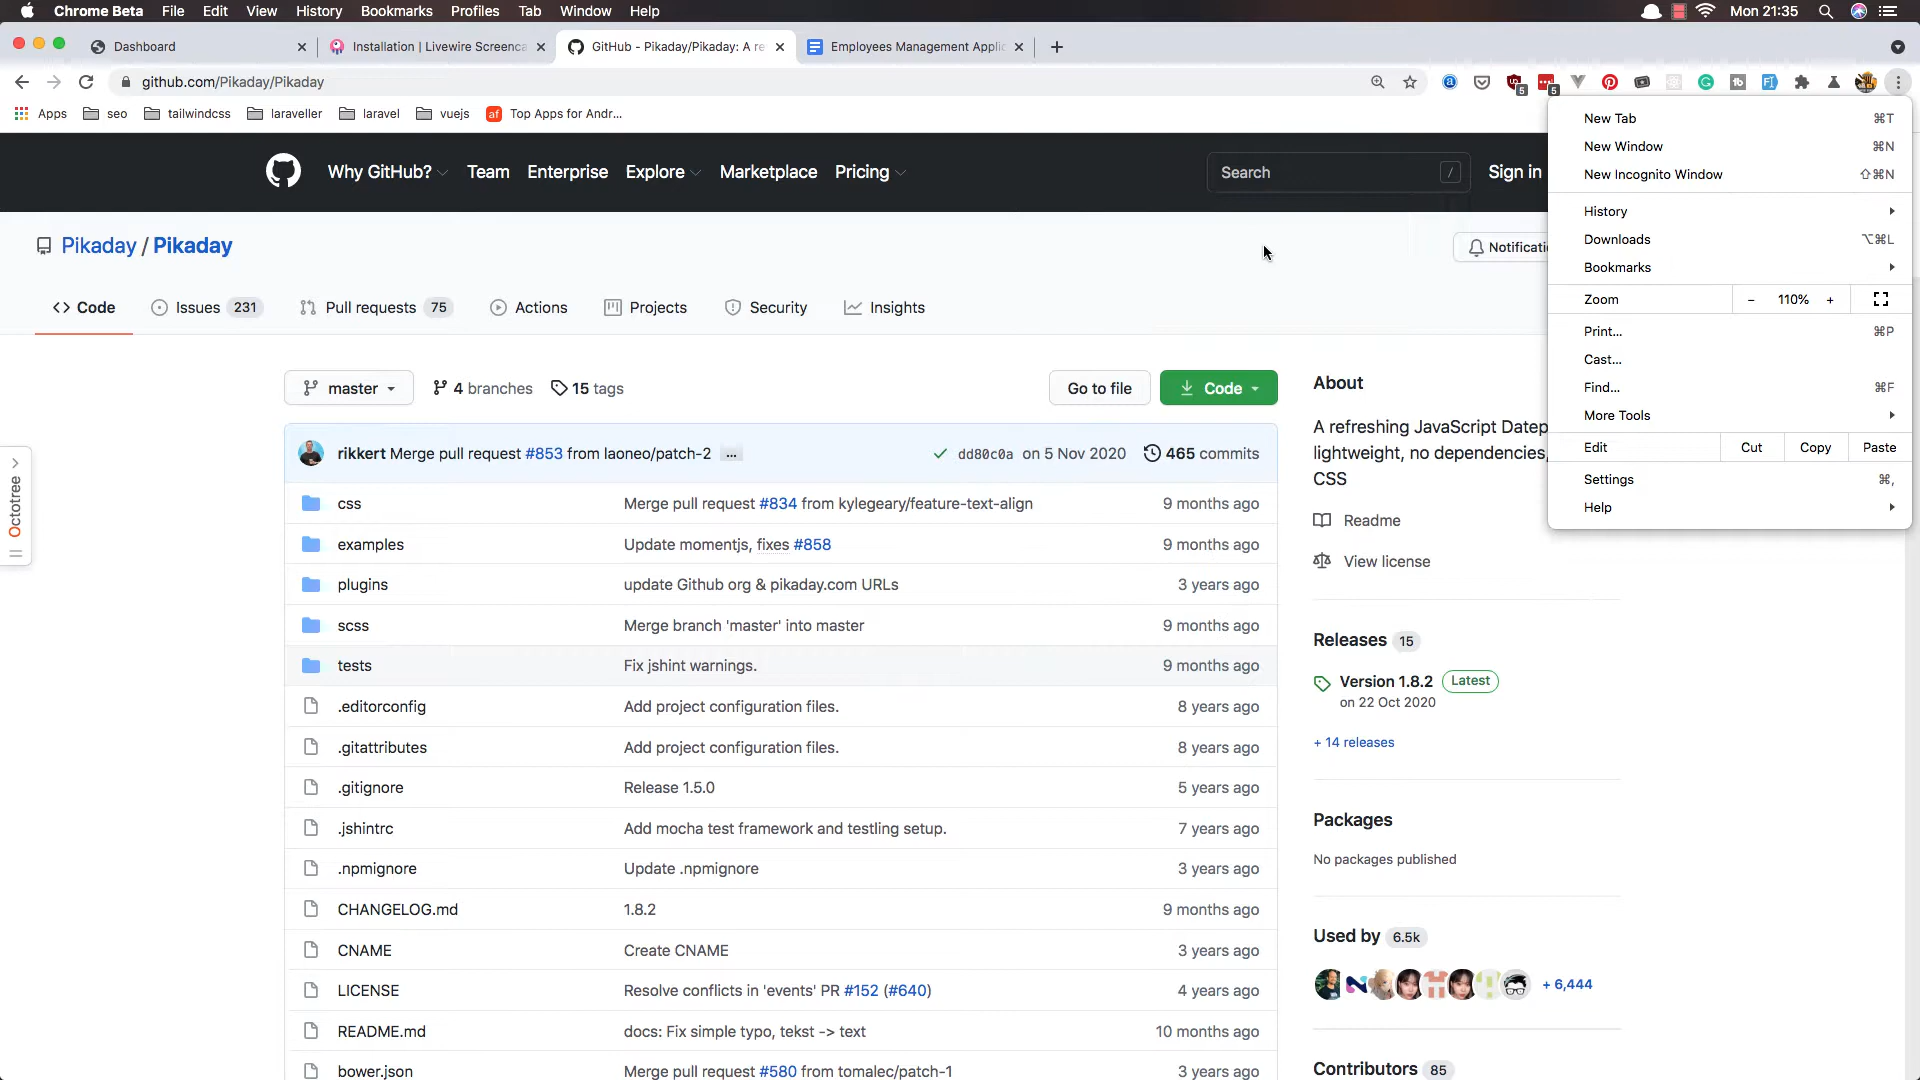 Chrome Beta File Edit View History Bookmarks Profiles Tab Window Help Mon 21:35
Dashboard
Installation | Livewire Screenca
GitHub - Pikaday/Pikaday: A re
Employees Management Applic
github.com/Pikaday/Pikaday
5
5
Apps seo tailwindcss laraveller laravel vuejs Top Apps for Andr...
Why GitHub? Team Enterprise Explore Marketplace Pricing
Search /
Sign in
Pikaday / Pikaday
Notificati
Code
Issues 231
Pull requests 75
Actions
Projects
Security
Insights
master
4 branches
15 tags
Go to file
Code
rikkert Merge pull request #853 from laoneo/patch-2 ...
dd80c0a on 5 Nov 2020
465 commits
css Merge pull request #834 from kylegeary/feature-text-align 9 months ago
examples Update momentjs, fixes #858 9 months ago
plugins update Github org & pikaday.com URLs 3 years ago
scss Merge branch 'master' into master 9 months ago
tests Fix jshint warnings. 9 months ago
.editorconfig Add project configuration files. 8 years ago
.gitattributes Add project configuration files. 8 years ago
.gitignore Release 1.5.0 5 years ago
.jshintrc Add mocha test framework and testling setup. 7 years ago
.npmignore Update .npmignore 3 years ago
CHANGELOG.md 1.8.2 9 months ago
CNAME Create CNAME 3 years ago
LICENSE Resolve conflicts in 'events' PR #152 (#640) 4 years ago
README.md docs: Fix simple typo, tekst -> text 10 months ago
bower.json Merge pull request #580 from tomalec/patch-1 3 years ago
Octotree
About
A refreshing JavaScript Datep
lightweight, no dependencies,
CSS
Readme
View license
Releases 15
Version 1.8.2 Latest
on 22 Oct 2020
+ 14 releases
Packages
No packages published
Used by 6.5k
+ 6,444
Contributors 85
New Tab ⌘T
New Window ⌘N
New Incognito Window ⇧⌘N
History
Downloads ⌥⌘L
Bookmarks
Zoom − 110% +
Print... ⌘P
Cast...
Find... ⌘F
More Tools
Edit Cut Copy Paste
Settings ⌘,
Help